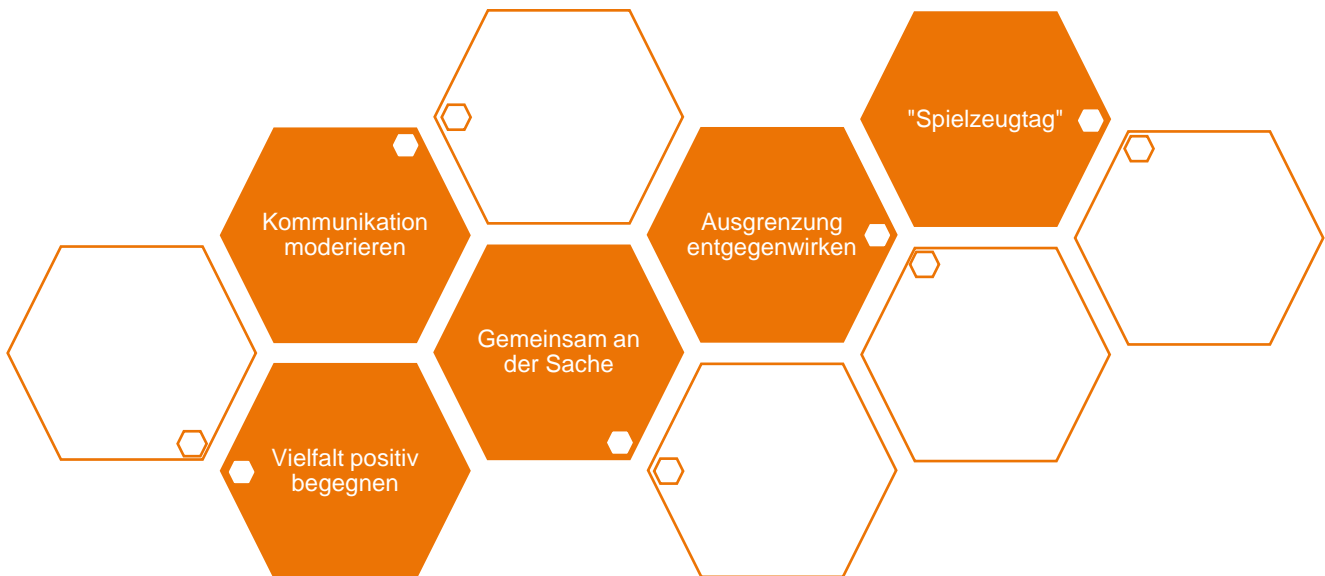 Kommunikation
moderieren
Vielfalt positiv
begegnen
Gemeinsam an
der Sache
Ausgrenzung
entgegenwirken
"Spielzeugtag"